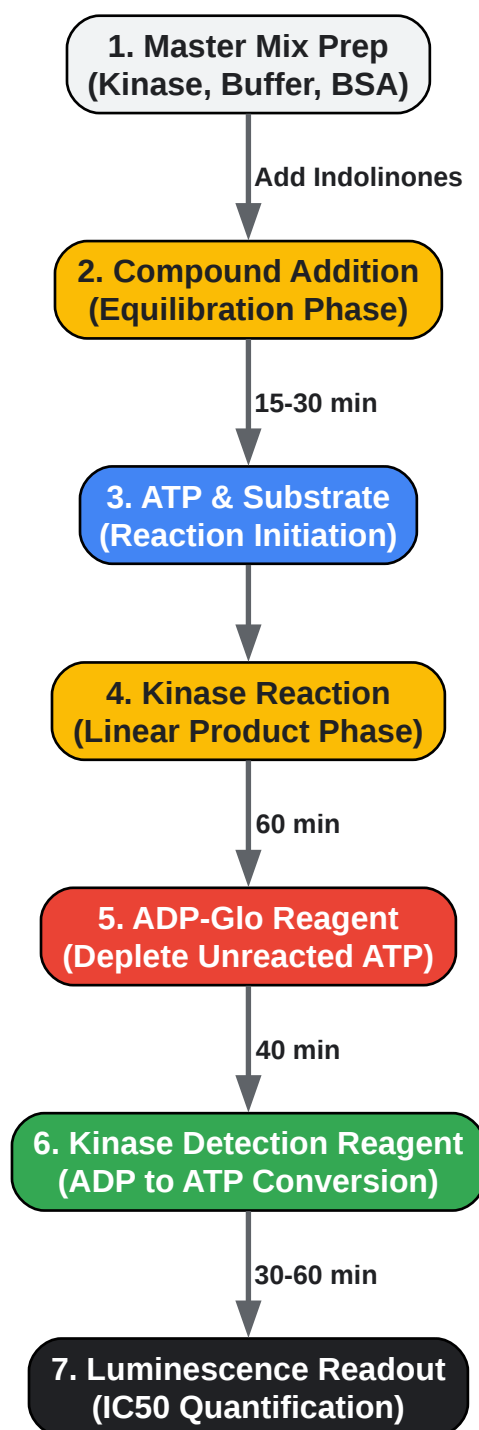 1. Master Mix Prep
(Kinase, Buffer, BSA)
Add Indolinones
2. Compound Addition
(Equilibration Phase)
15-30 min
3. ATP & Substrate
(Reaction Initiation)
4. Kinase Reaction
(Linear Product Phase)
60 min
5. ADP-Glo Reagent
(Deplete Unreacted ATP)
40 min
6. Kinase Detection Reagent
(ADP to ATP Conversion)
30-60 min
7. Luminescence Readout
(IC50 Quantification)